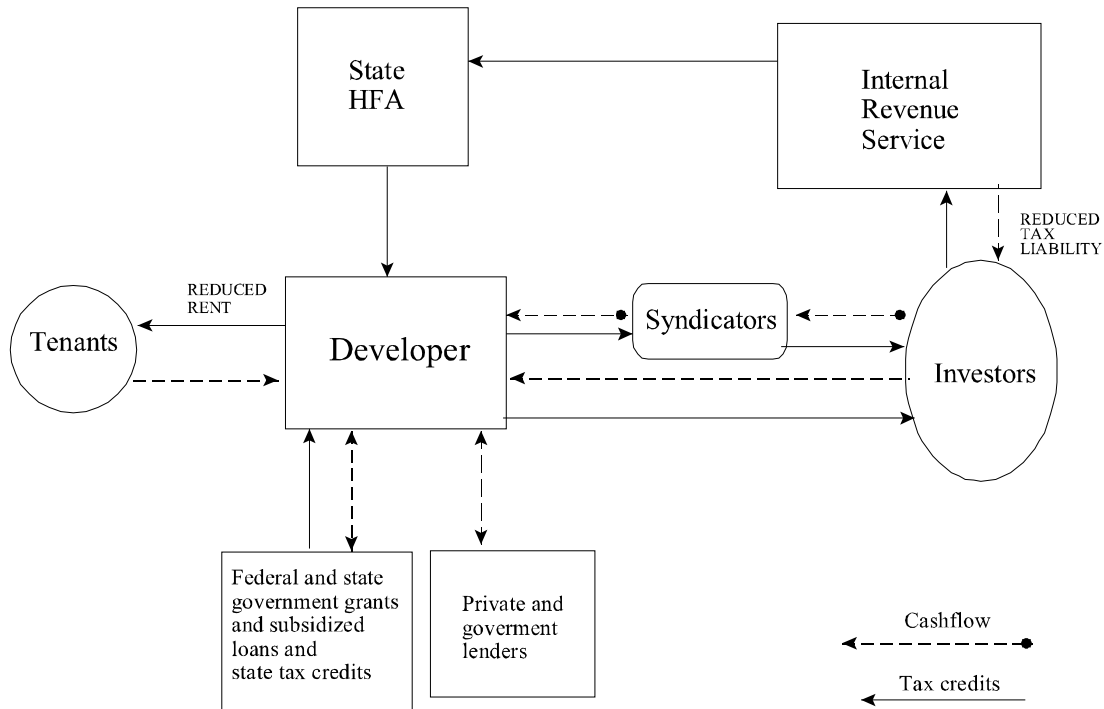 State
HFA
Internal
Revenue
Service
REDUCED
TAX
LIABILITY
REDUCED
RENT
Tenants
Developer
Syndicators
Investors
Federal and state
government grants
and subsidized
loans and
state tax credits
Private and
goverment
lenders
Cashflow
Tax credits